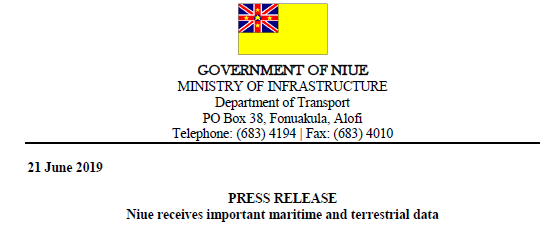 GOVERNMENT OF NIUE
MINISTRY OF INFRASTRUCTURE
Department of Transport
PO Box 38, Fonuakula, Alofi
Telephone: (683) 4194 | Fax: (683) 4010
21 June 2019
PRESS RELEASE
Niue receives important maritime and terrestrial data